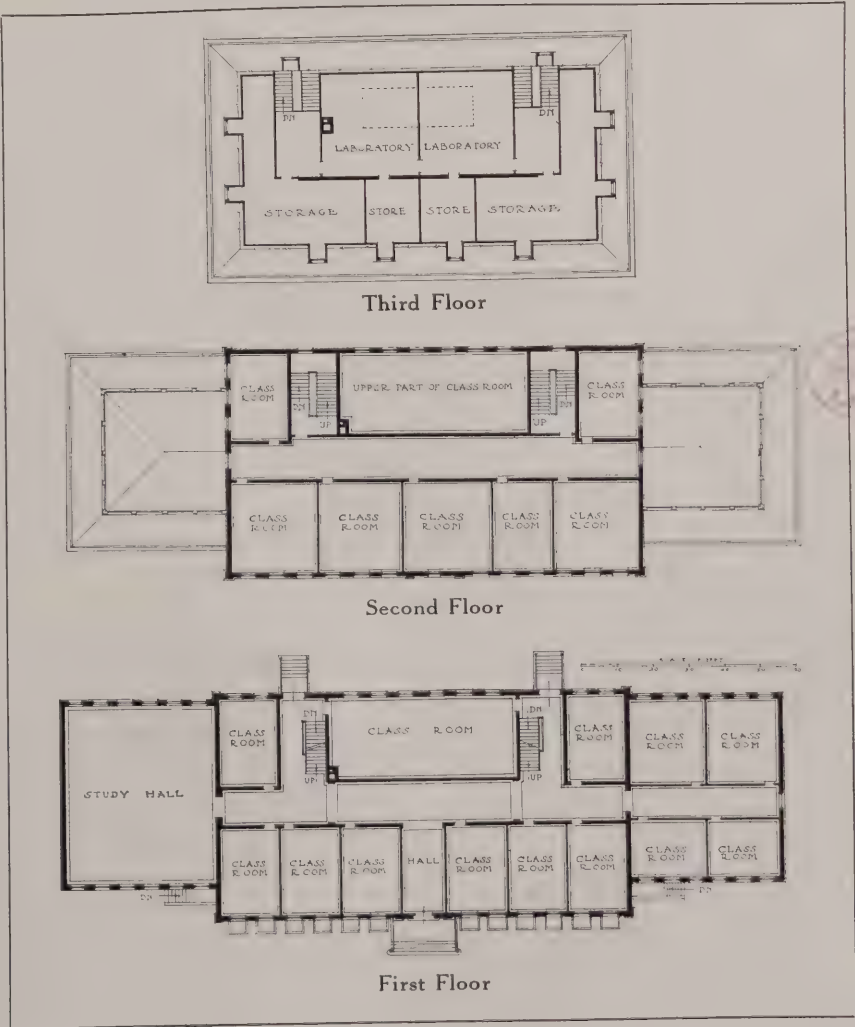 DN
DN
LABORATORY
LABORATORY
STORAGE
STORE
STORE
STORAGE
Third Floor
CLASS
ROOM
DN
UP
UPPER PART OF CLASS ROOM
DN
UP
CLASS
ROOM
CLASS
ROOM
CLASS
ROOM
CLASS
ROOM
CLASS
ROOM
CLASS
ROOM
Second Floor
CLASS
ROOM
DN
UP
CLASS ROOM
DN
UP
CLASS
ROOM
CLASS
ROOM
CLASS
ROOM
STUDY HALL
CLASS
ROOM
CLASS
ROOM
CLASS
ROOM
HALL
CLASS
ROOM
CLASS
ROOM
CLASS
ROOM
CLASS
ROOM
CLASS
ROOM
DN
DN
First Floor